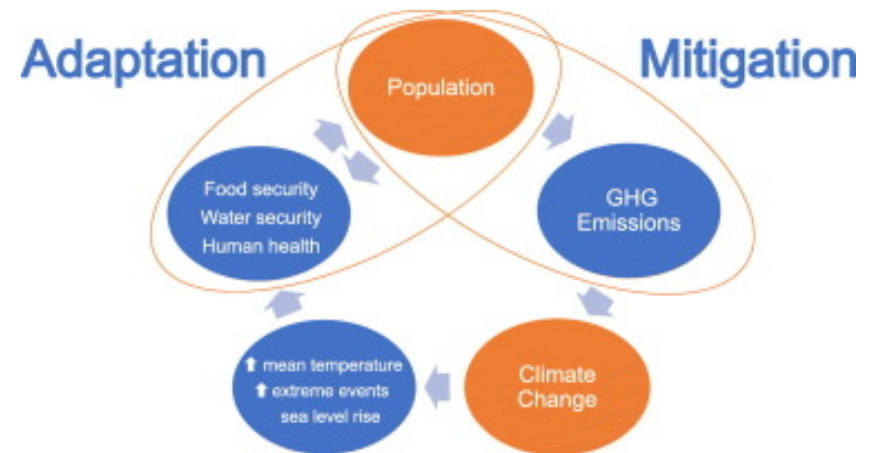 Adaptation
Mitigation
Population
Food security
Water security
Human health
GHG
Emissions
⬆ mean temperature
⬆ extreme events
sea level rise
Climate
Change